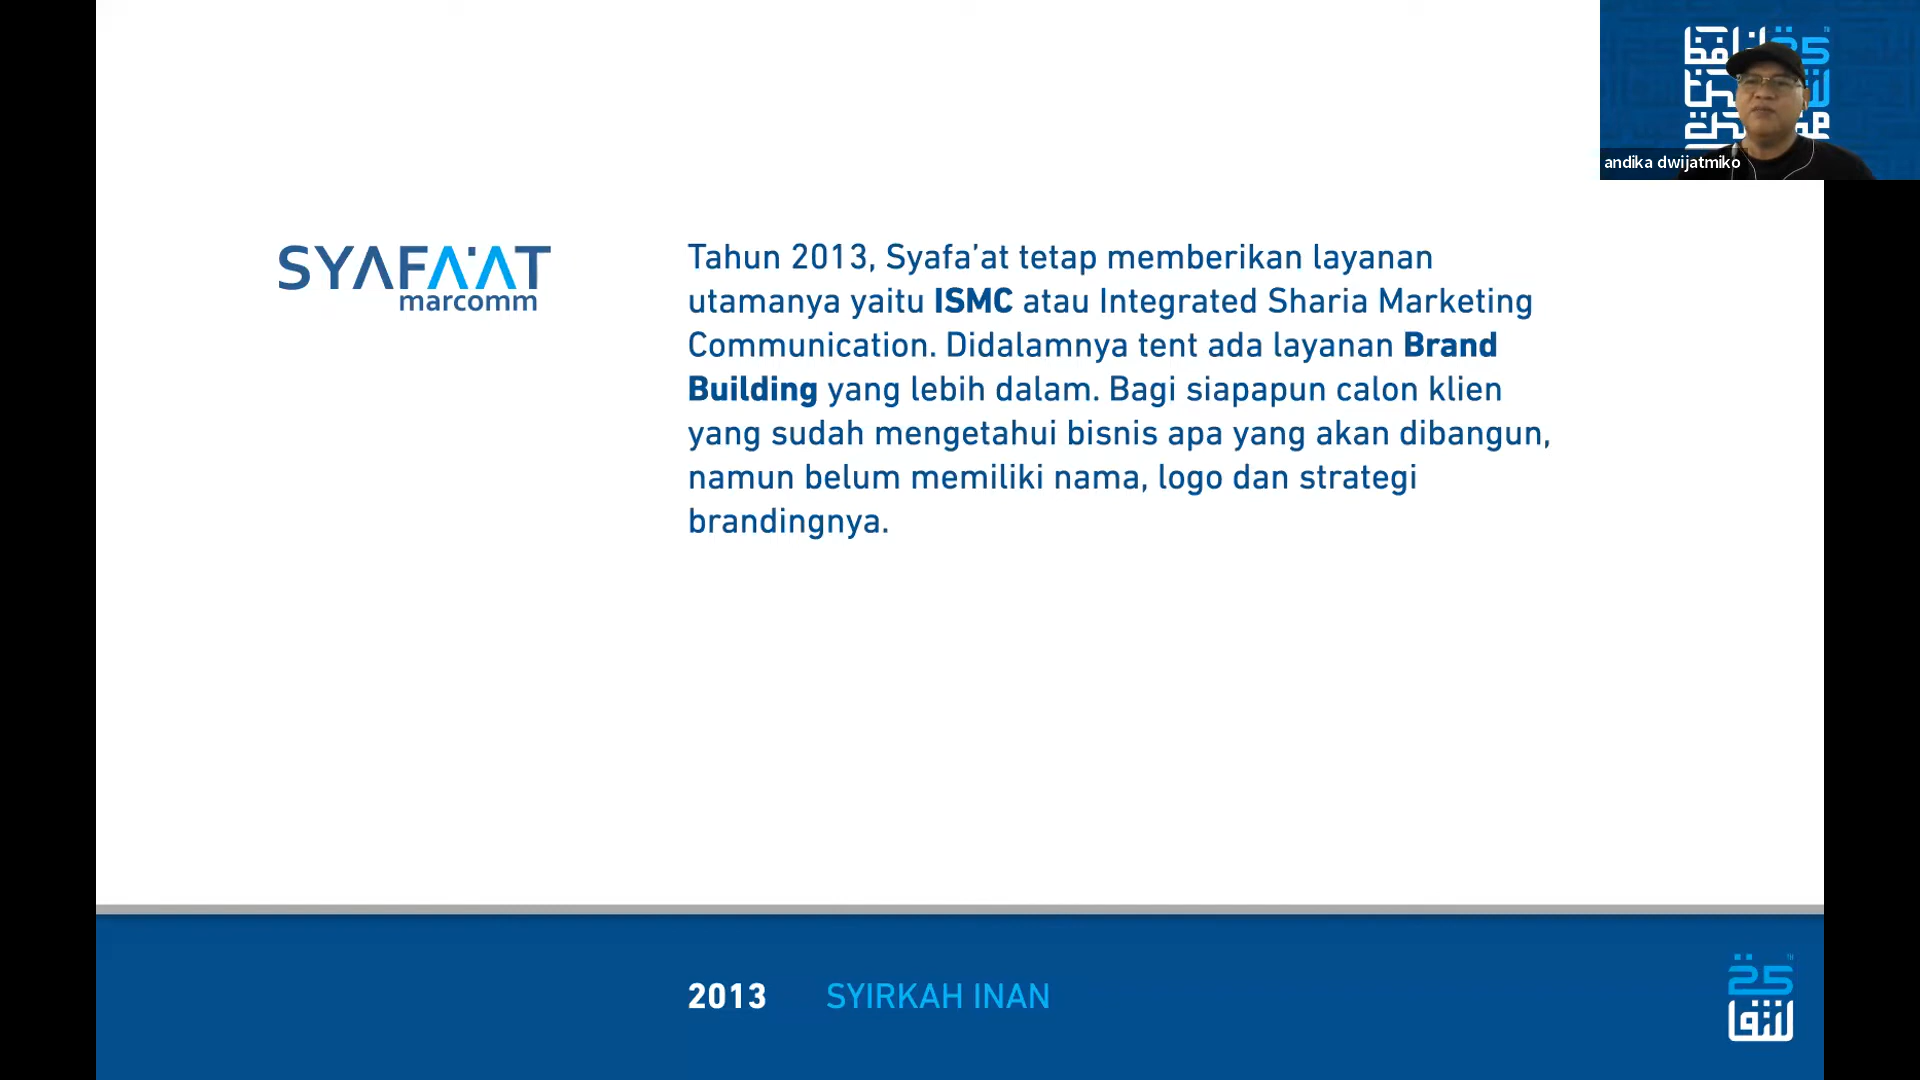 andika dwijatmiko
SYAFA'AT
marcomm
Tahun 2013, Syafa’at tetap memberikan layanan
utamanya yaitu ISMC atau Integrated Sharia Marketing
Communication. Didalamnya tent ada layanan Brand
Building yang lebih dalam. Bagi siapapun calon klien
yang sudah mengetahui bisnis apa yang akan dibangun,
namun belum memiliki nama, logo dan strategi
brandingnya.
2013 SYIRKAH INAN
25 TH